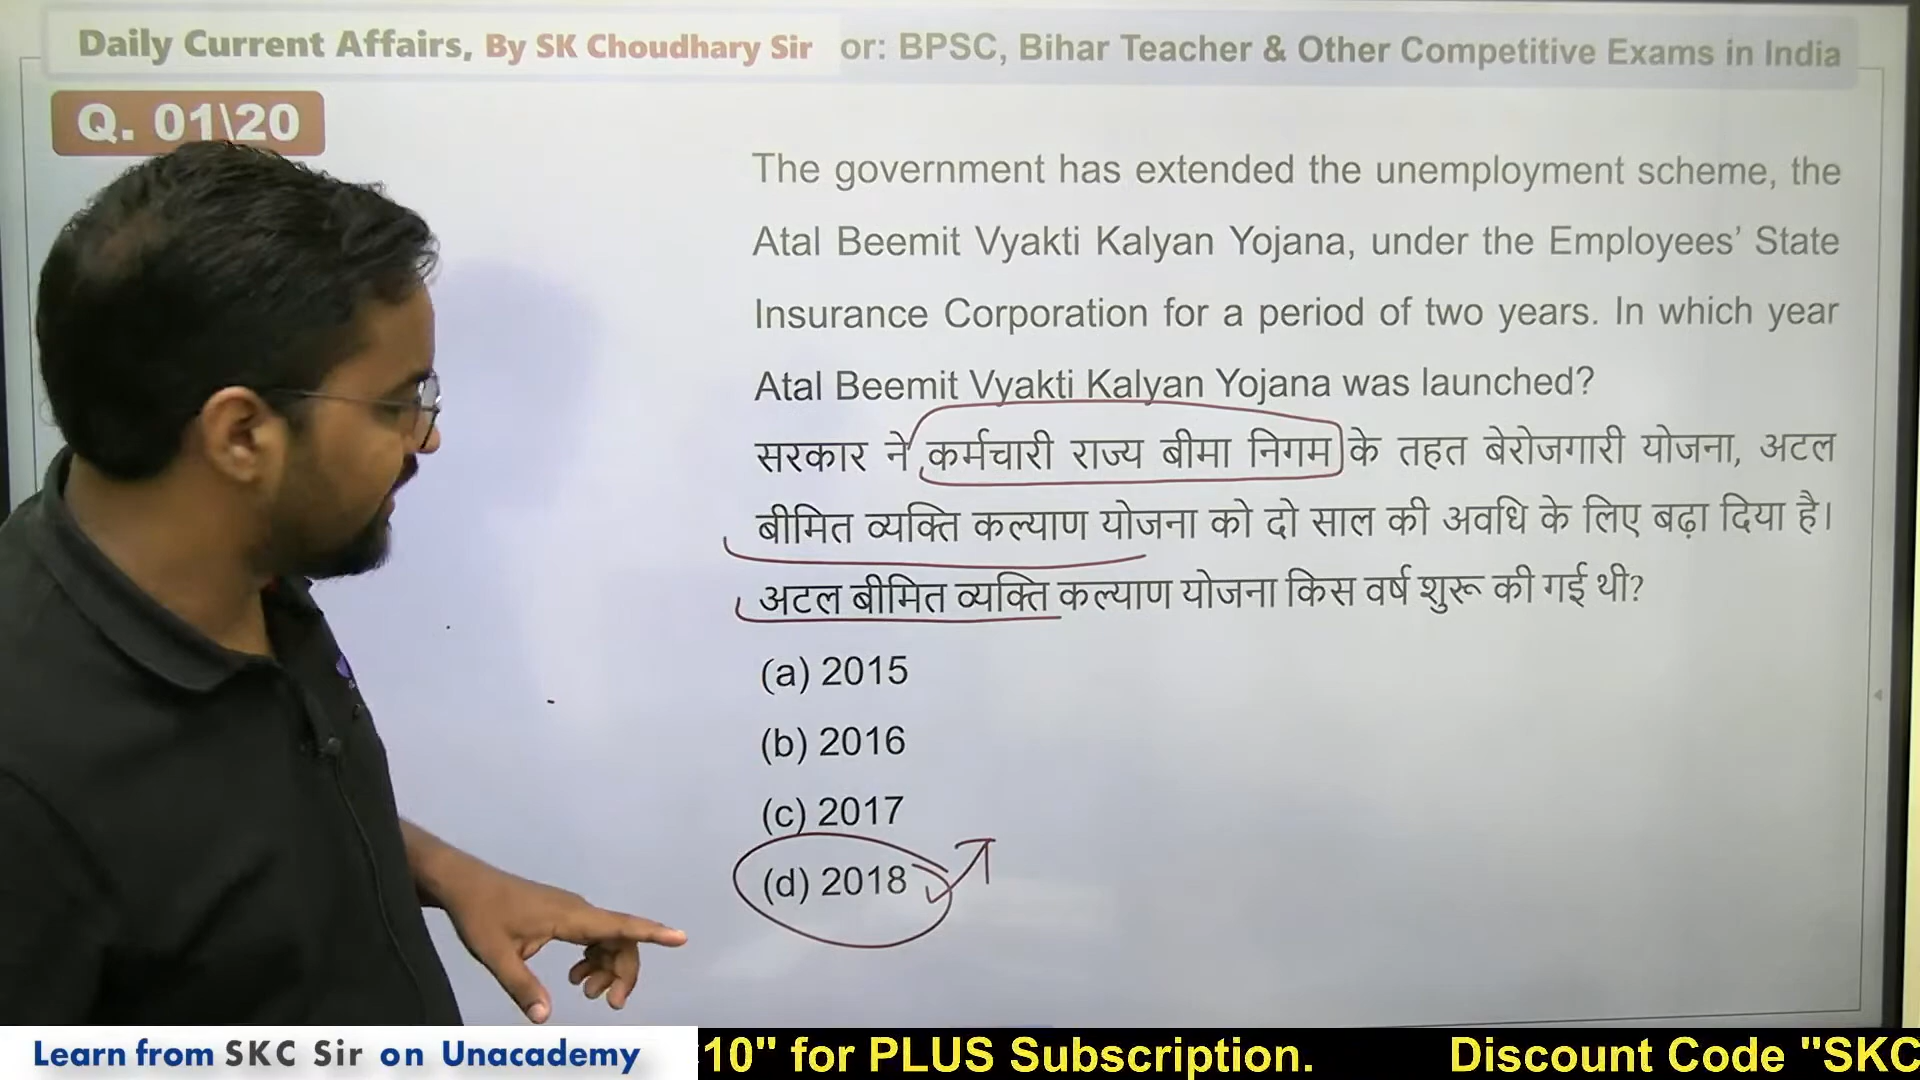 Daily Current Affairs, By SK Choudhary Sir or: BPSC, Bihar Teacher & Other Competitive Exams in India
Q. 01\20
The government has extended the unemployment scheme, the
Atal Beemit Vyakti Kalyan Yojana, under the Employees’ State
Insurance Corporation for a period of two years. In which year
Atal Beemit Vyakti Kalyan Yojana was launched?
सरकार ने कर्मचारी राज्य बीमा निगम के तहत बेरोजगारी योजना, अटल
बीमित व्यक्ति कल्याण योजना को दो साल की अवधि के लिए बढ़ा दिया है।
अटल बीमित व्यक्ति कल्याण योजना किस वर्ष शुरू की गई थी?
(a) 2015
(b) 2016
(c) 2017
(d) 2018
Learn from SKC Sir on Unacademy
10" for PLUS Subscription. Discount Code "SKC